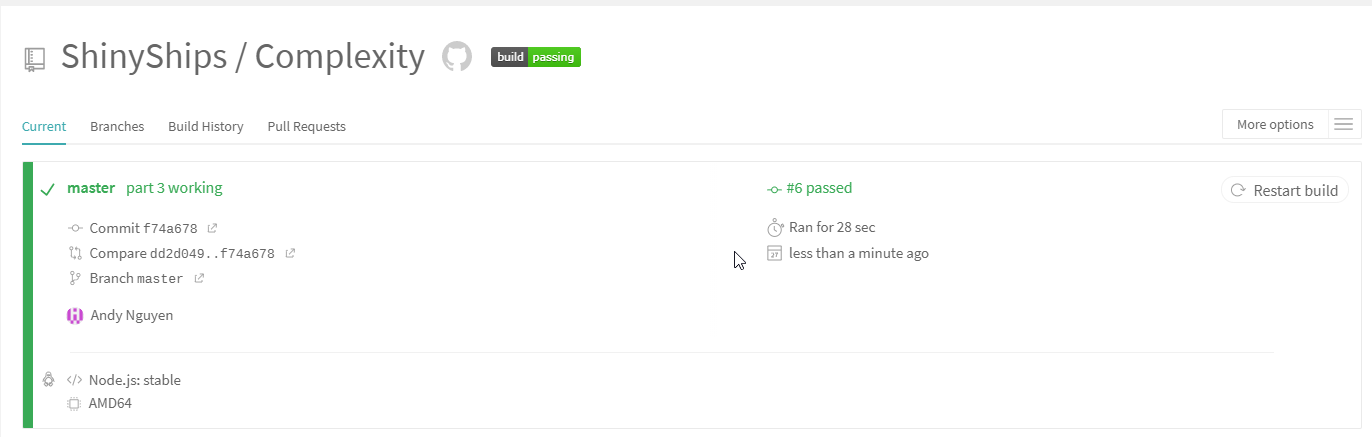 ShinyShips / Complexity
build passing
Current Branches Build History Pull Requests
More options
master part 3 working
#6 passed
Restart build
Commit f74a678
Ran for 28 sec
Compare dd2d049..f74a678
27 less than a minute ago
Branch master
Andy Nguyen
</> Node.js: stable
AMD64